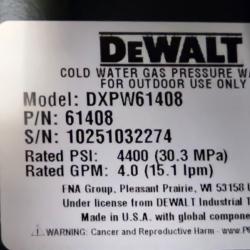 DEWALT
COLD WATER GAS PRESSURE WA
FOR OUTDOOR USE ONLY
Model: DXPW61408
P/N: 61408
S/N: 10251032274
Rated PSI: 4400 (30.3 MPa)
Rated GPM: 4.0 (15.1 lpm)
FNA Group, Pleasant Prairie, WI 53158
Under license from DEWALT Industrial T
Made in U.S.A. with global component
WARNING: Cancer and Reproductive Harm - www.P